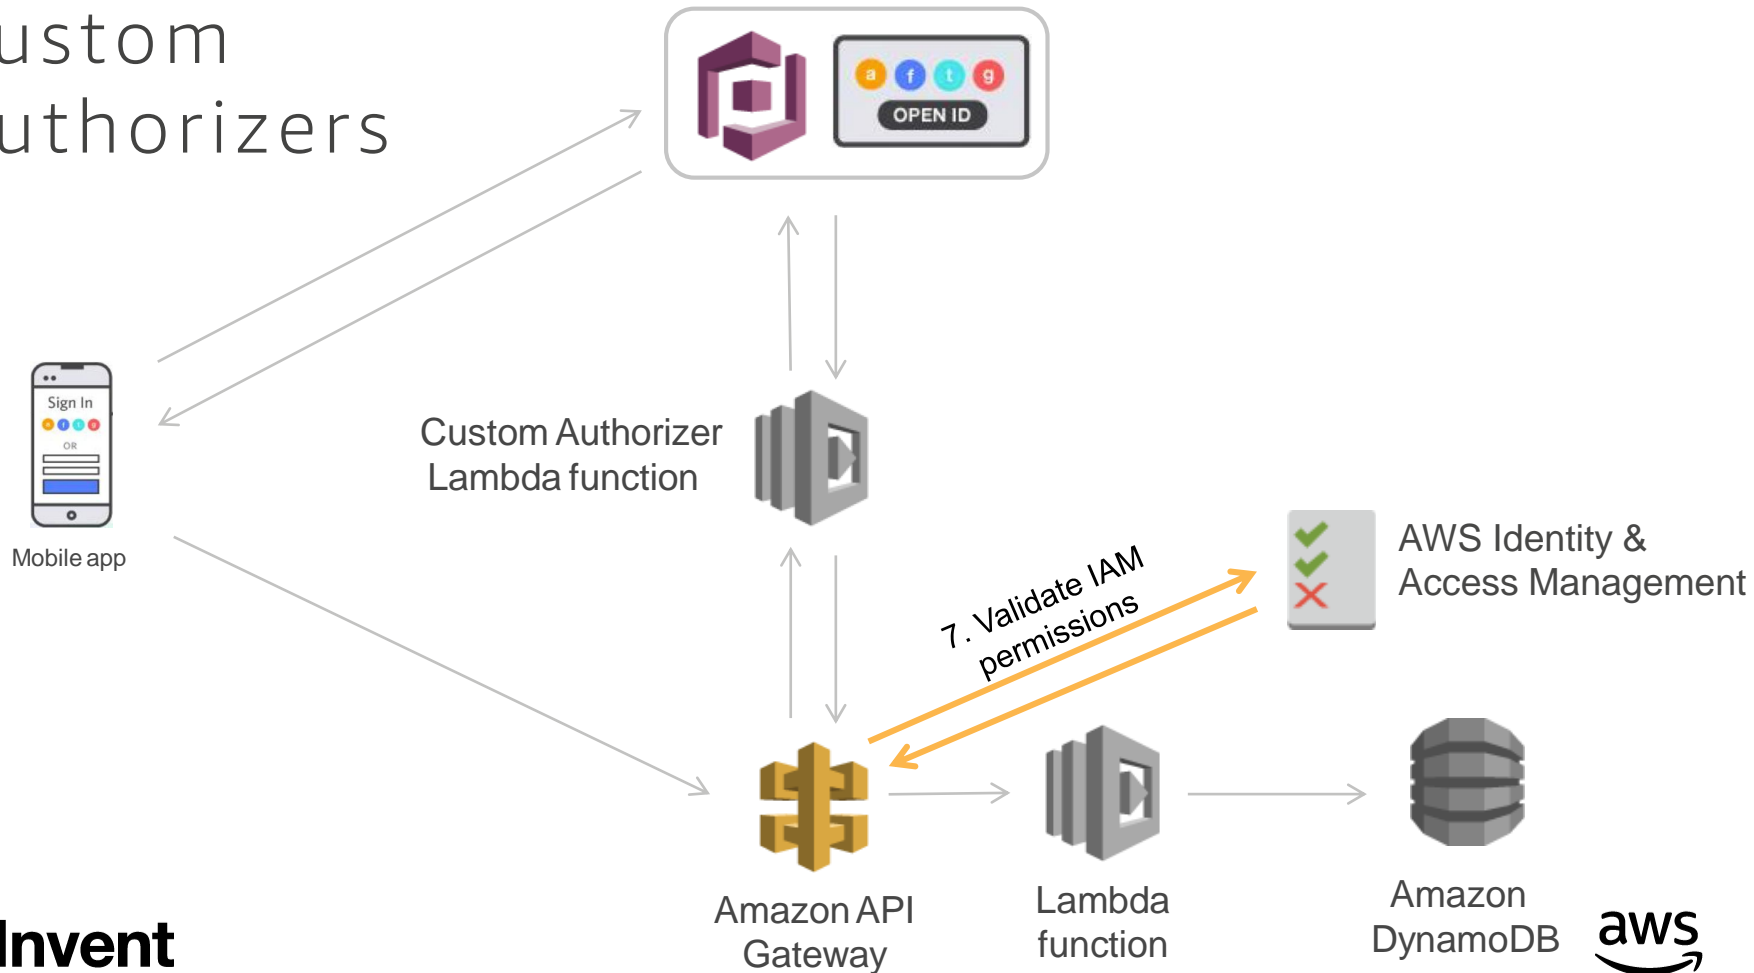 ustom
uthorizers
a f t g
OPEN ID
Sign In
a f t g
OR
Mobile app
Custom Authorizer
Lambda function
7. Validate IAM
permissions
AWS Identity &
Access Management
Amazon API
Gateway
Lambda
function
Amazon
DynamoDB
Invent
aws